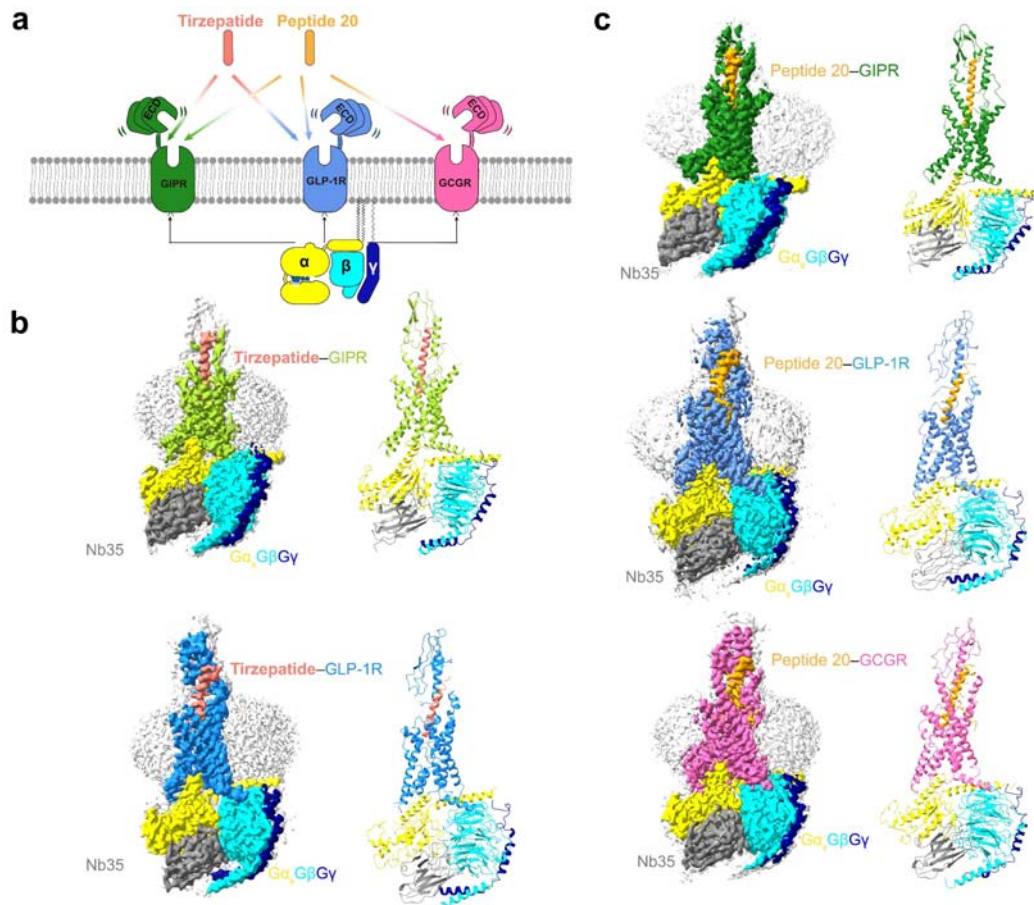 a
Tirzepatide Peptide 20
ECD ECD ECD
GIPR GLP-1R GCGR
α β γ
b
Tirzepatide–GIPR
Nb35
GαsGβGγ
Tirzepatide–GLP-1R
Nb35
GαsGβGγ
c
Peptide 20–GIPR
Nb35
GαsGβGγ
Peptide 20–GLP-1R
Nb35
GαsGβGγ
Peptide 20–GCGR
Nb35
GαsGβGγ